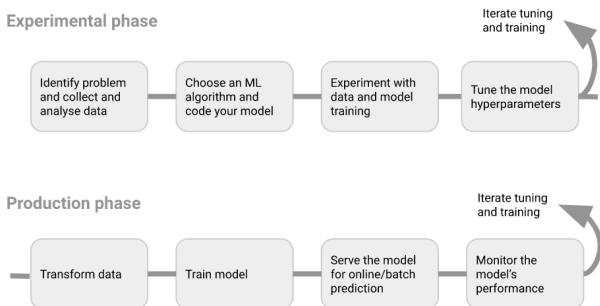 Experimental phase
Iterate tuning
and training
Identify problem
and collect and
analyse data
Choose an ML
algorithm and
code your model
Experiment with
data and model
training
Tune the model
hyperparameters
Production phase
Iterate tuning
and training
Transform data
Train model
Serve the model
for online/batch
prediction
Monitor the
model's
performance